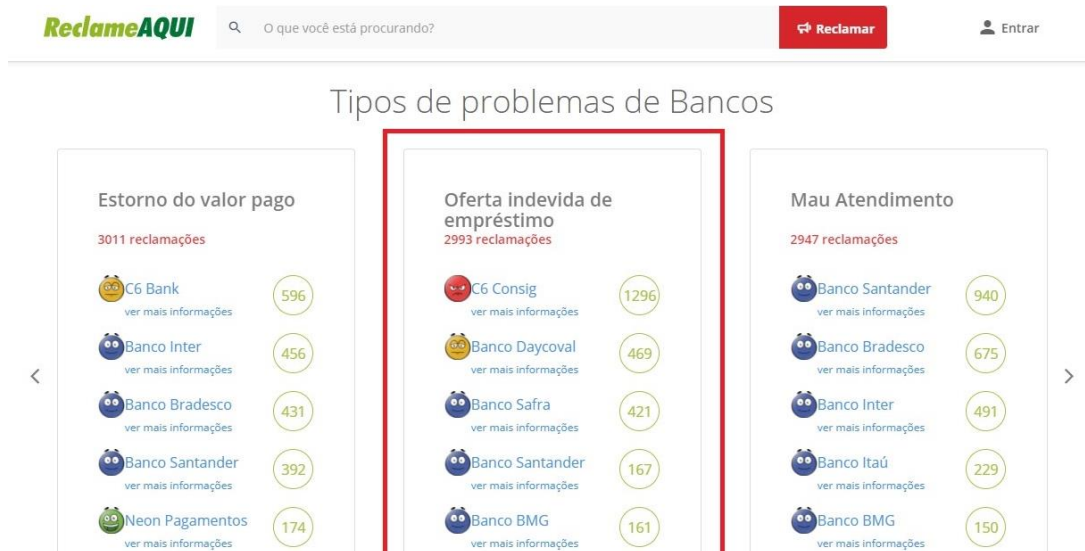 ReclameAQUI
O que você está procurando?
Reclamar
Entrar
Tipos de problemas de Bancos
Estorno do valor pago
3011 reclamações
C6 Bank
596
ver mais informações
Banco Inter
456
ver mais informações
Banco Bradesco
431
ver mais informações
Banco Santander
392
ver mais informações
Neon Pagamentos
174
ver mais informações
Oferta indevida de
empréstimo
2993 reclamações
C6 Consig
1296
ver mais informações
Banco Daycoval
469
ver mais informações
Banco Safra
421
ver mais informações
Banco Santander
167
ver mais informações
Banco BMG
161
ver mais informações
Mau Atendimento
2947 reclamações
Banco Santander
940
ver mais informações
Banco Bradesco
675
ver mais informações
Banco Inter
491
ver mais informações
Banco Itaú
229
ver mais informações
Banco BMG
150
ver mais informações